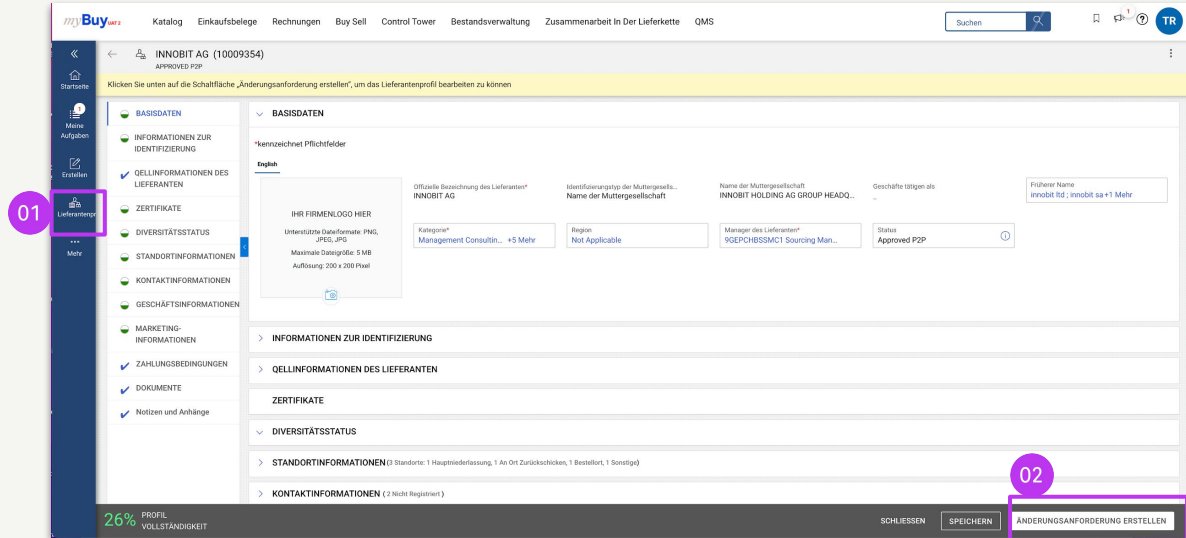 myBuy UAT 2
Katalog Einkaufsbelege Rechnungen Buy Sell Control Tower Bestandsverwaltung Zusammenarbeit In Der Lieferkette QMS
Suchen
1
TR
INNOBIT AG (10009354)
APPROVED P2P
Klicken Sie unten auf die Schaltfläche „Änderungsanforderung erstellen", um das Lieferantenprofil bearbeiten zu können
Startseite
1
Meine
Aufgaben
Erstellen
01
Lieferantenpr
Mehr
BASISDATEN
INFORMATIONEN ZUR
IDENTIFIZIERUNG
QELLINFORMATIONEN DES
LIEFERANTEN
ZERTIFIKATE
DIVERSITÄTSSTATUS
STANDORTINFORMATIONEN
KONTAKTINFORMATIONEN
GESCHÄFTSINFORMATIONEN
MARKETING-
INFORMATIONEN
ZAHLUNGSBEDINGUNGEN
DOKUMENTE
Notizen und Anhänge
BASISDATEN
*kennzeichnet Pflichtfelder
English
IHR FIRMENLOGO HIER
Unterstützte Dateiformate: PNG,
JPEG, JPG
Maximale Dateigröße: 5 MB
Auflösung: 200 x 200 Pixel
Offizielle Bezeichnung des Lieferanten*
INNOBIT AG
Identifizierungstyp der Muttergesells...
Name der Muttergesellschaft
Name der Muttergesellschaft
INNOBIT HOLDING AG GROUP HEADQ...
Geschäfte tätigen als
_
Früherer Name
innobit ltd ; innobit sa +1 Mehr
Kategorie*
Management Consultin... +5 Mehr
Region
Not Applicable
Manager des Lieferanten*
9GEPCHBSSMC1 Sourcing Man...
Status
Approved P2P
INFORMATIONEN ZUR IDENTIFIZIERUNG
QELLINFORMATIONEN DES LIEFERANTEN
ZERTIFIKATE
DIVERSITÄTSSTATUS
STANDORTINFORMATIONEN (3 Standorte: 1 Hauptniederlassung, 1 An Ort Zurückschicken, 1 Bestellort, 1 Sonstige)
KONTAKTINFORMATIONEN ( 2 Nicht Registriert )
02
26% PROFIL
VOLLSTÄNDIGKEIT
SCHLIESSEN SPEICHERN ÄNDERUNGSANFORDERUNG ERSTELLEN